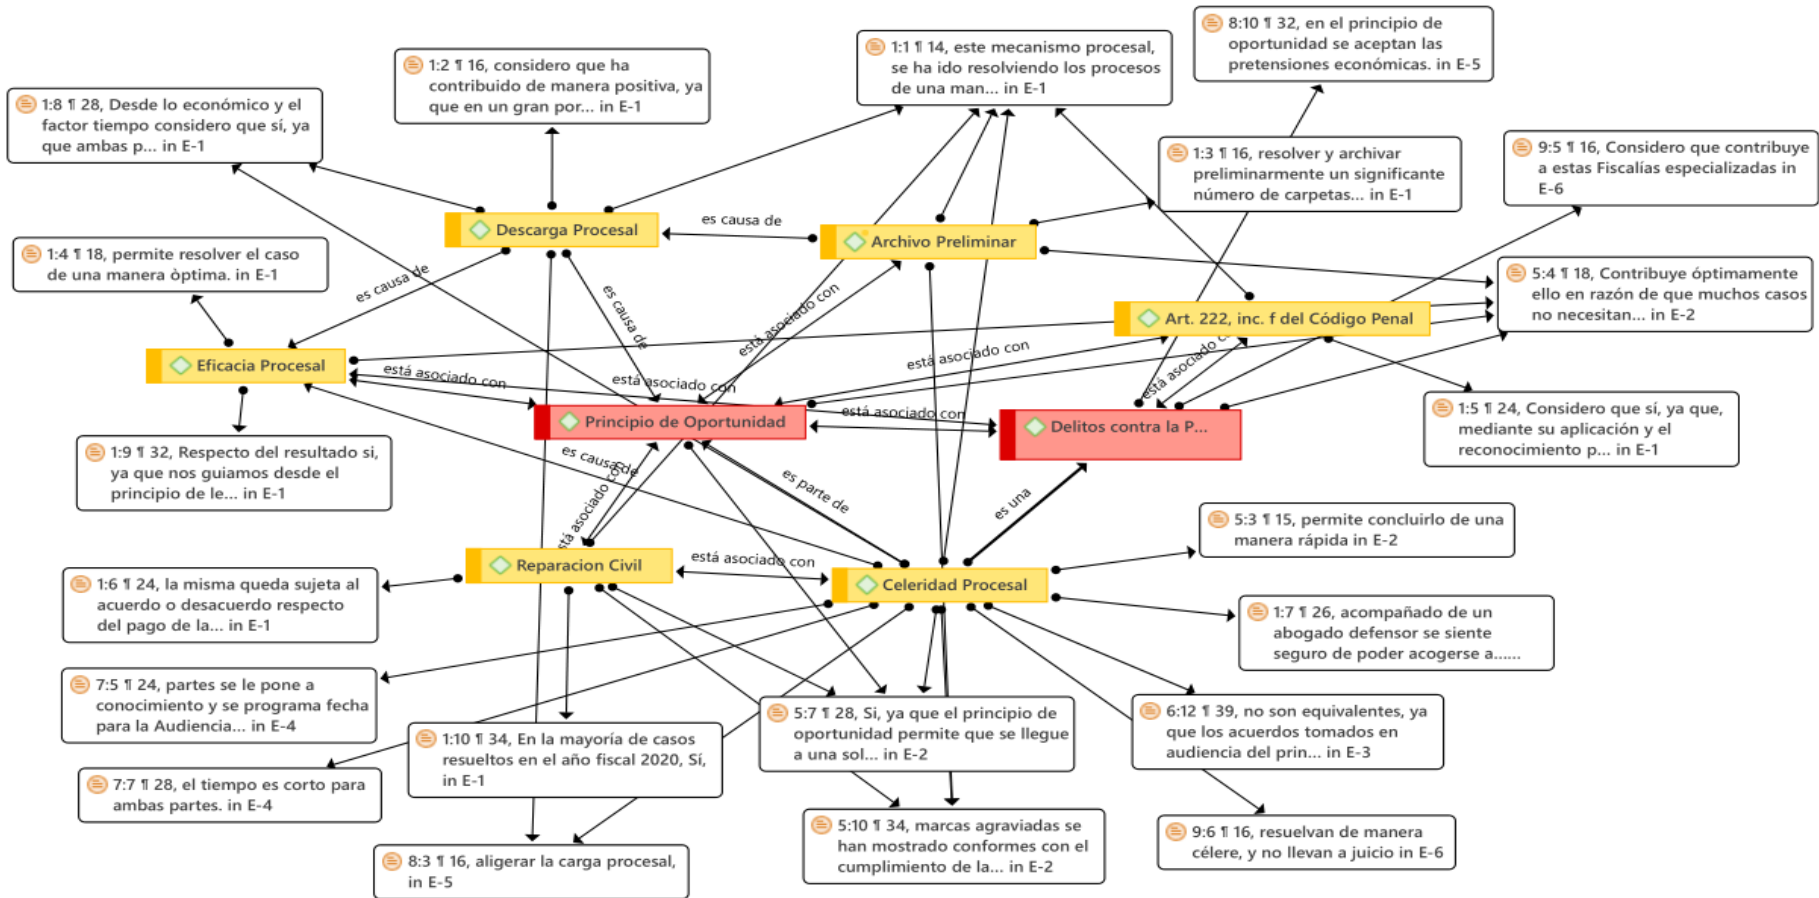 8:10 ¶ 32, en el principio de
oportunidad se aceptan las
pretensiones económicas. in E-5
1:1 ¶ 14, este mecanismo procesal,
se ha ido resolviendo los procesos
de una man... in E-1
1:2 ¶ 16, considero que ha
contribuido de manera positiva, ya
que en un gran por... in E-1
1:8 ¶ 28, Desde lo económico y el
factor tiempo considero que sí, ya
que ambas p... in E-1
1:3 ¶ 16, resolver y archivar
preliminarmente un significante
número de carpetas... in E-1
9:5 ¶ 16, Considero que contribuye
a estas Fiscalías especializadas in
E-6
Descarga Procesal
es causa de
Archivo Preliminar
1:4 ¶ 18, permite resolver el caso
de una manera òptima. in E-1
es causa de
es causa de
está asociado con
5:4 ¶ 18, Contribuye óptimamente
ello en razón de que muchos casos
no necesitan... in E-2
Art. 222, inc. f del Código Penal
Eficacia Procesal
está asociado con
está asociado con
está asociado con
está asociado c
Principio de Oportunidad
está asociado con
Delitos contra la P...
1:5 ¶ 24, Considero que sí, ya que,
mediante su aplicación y el
reconocimiento p... in E-1
1:9 ¶ 32, Respecto del resultado si,
ya que nos guiamos desde el
principio de le... in E-1
es causa de
es parte de
es una
stá asociado con
5:3 ¶ 15, permite concluirlo de una
manera rápida in E-2
Reparacion Civil
está asociado con
Celeridad Procesal
1:6 ¶ 24, la misma queda sujeta al
acuerdo o desacuerdo respecto
del pago de la... in E-1
1:7 ¶ 26, acompañado de un
abogado defensor se siente
seguro de poder acogerse a......
7:5 ¶ 24, partes se le pone a
conocimiento y se programa fecha
para la Audiencia... in E-4
1:10 ¶ 34, En la mayoría de casos
resueltos en el año fiscal 2020, Sí,
in E-1
5:7 ¶ 28, Si, ya que el principio de
oportunidad permite que se llegue
a una sol... in E-2
6:12 ¶ 39, no son equivalentes, ya
que los acuerdos tomados en
audiencia del prin... in E-3
7:7 ¶ 28, el tiempo es corto para
ambas partes. in E-4
8:3 ¶ 16, aligerar la carga procesal,
in E-5
5:10 ¶ 34, marcas agraviadas se
han mostrado conformes con el
cumplimiento de la... in E-2
9:6 ¶ 16, resuelvan de manera
célere, y no llevan a juicio in E-6